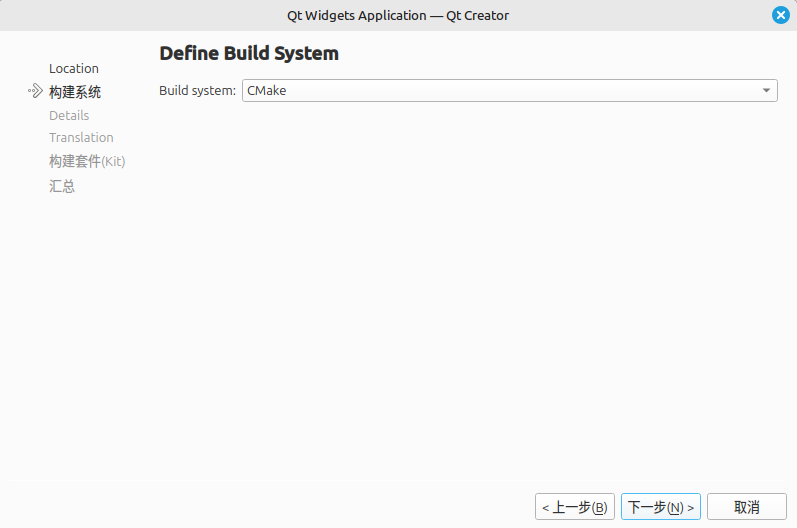 Qt Widgets Application — Qt Creator
Define Build System
Location
构建系统
Details
Translation
构建套件(Kit)
汇总
Build system: CMake
< 上一步(B)
下一步(N) >
取消